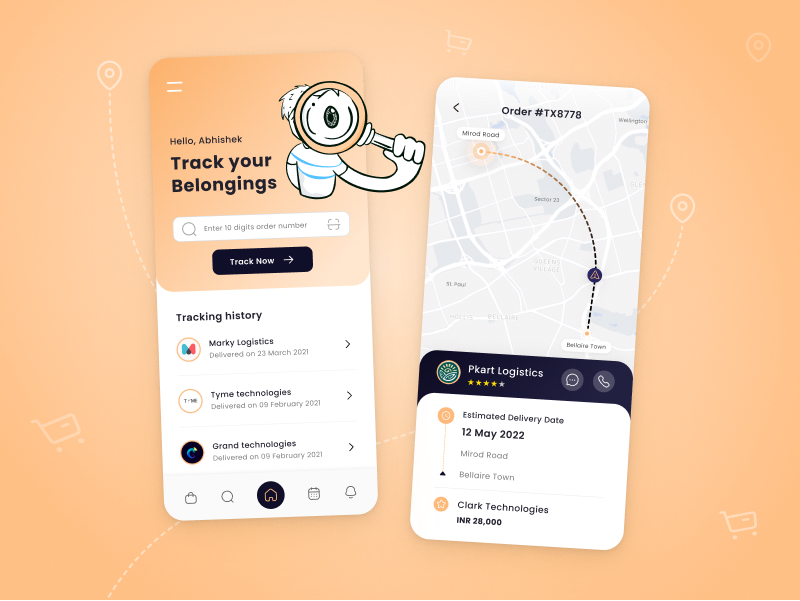 Hello, Abhishek
Track your
Belongings
Enter 10 digits order number
Track Now
Tracking history
Marky Logistics
Delivered on 23 March 2021
Tyme technologies
Delivered on 09 February 2021
Grand technologies
Delivered on 09 February 2021
Order #TX8778
Mirod Road
Wellington
Sector 23
QUEENS
VILLAGE
St. Paul
HOLLIS
BELLAIRE
Bellaire Town
Pkart Logistics
Estimated Delivery Date
12 May 2022
Mirod Road
Bellaire Town
Clark Technologies
INR 28,000